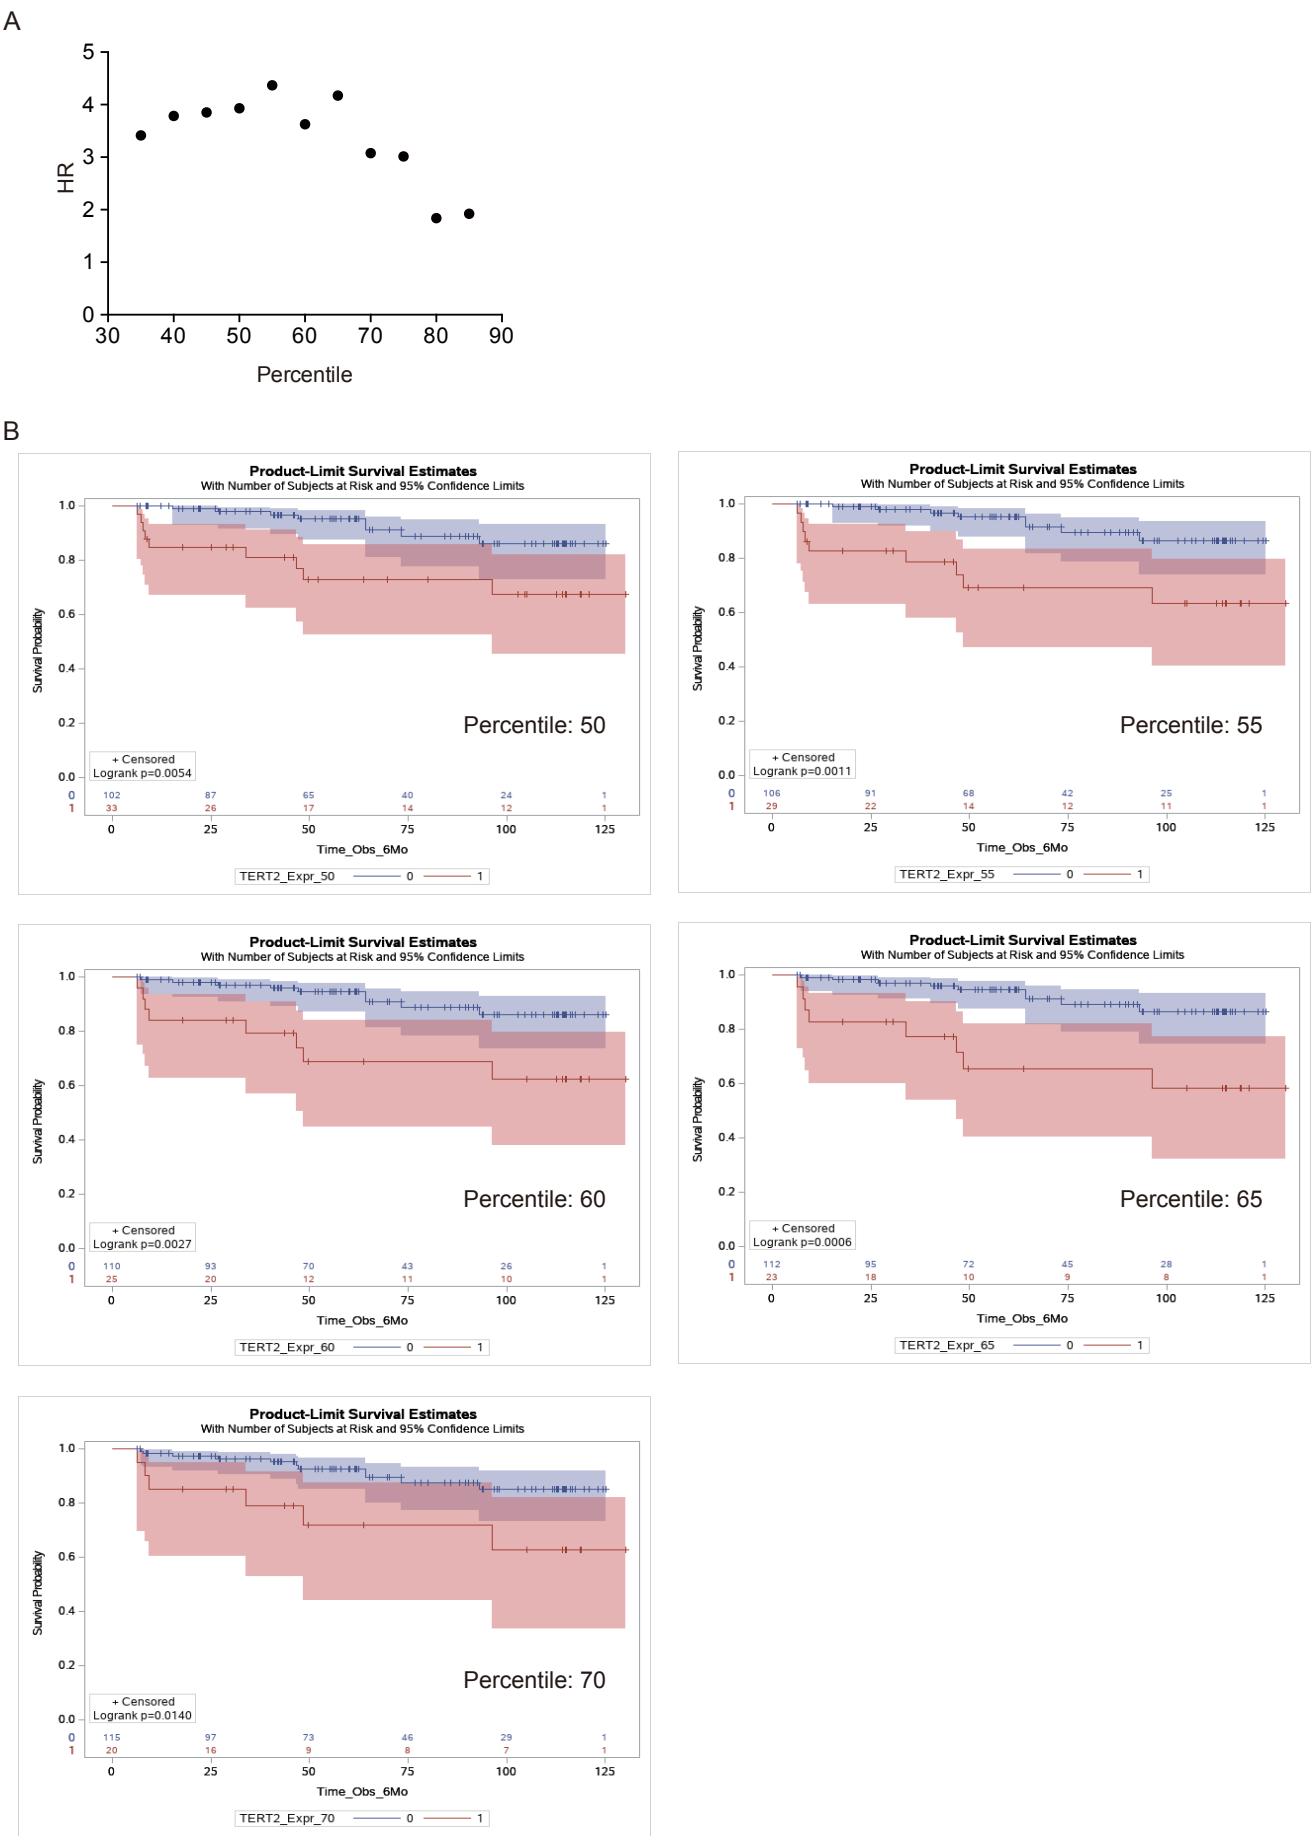 A
5
4
3
2
1
0
HR
30 40 50 60 70 80 90
Percentile
B
Product-Limit Survival Estimates
With Number of Subjects at Risk and 95% Confidence Limits
1.0
0.8
0.6
0.4
0.2
0.0
Survival Probability
Percentile: 50
+ Censored
Logrank p=0.0054
0 102 87 65 40 24 1
1 33 26 17 14 12 1
0 25 50 75 100 125
Time_Obs_6Mo
TERT2_Expr_50 0 1
Product-Limit Survival Estimates
With Number of Subjects at Risk and 95% Confidence Limits
1.0
0.8
0.6
0.4
0.2
0.0
Survival Probability
Percentile: 55
+ Censored
Logrank p=0.0011
0 106 91 68 42 25 1
1 29 22 14 12 11 1
0 25 50 75 100 125
Time_Obs_6Mo
TERT2_Expr_55 0 1
Product-Limit Survival Estimates
With Number of Subjects at Risk and 95% Confidence Limits
1.0
0.8
0.6
0.4
0.2
0.0
Survival Probability
Percentile: 60
+ Censored
Logrank p=0.0027
0 110 93 70 43 26 1
1 25 20 12 11 10 1
0 25 50 75 100 125
Time_Obs_6Mo
TERT2_Expr_60 0 1
Product-Limit Survival Estimates
With Number of Subjects at Risk and 95% Confidence Limits
1.0
0.8
0.6
0.4
0.2
0.0
Survival Probability
Percentile: 65
+ Censored
Logrank p=0.0006
0 112 95 72 45 28 1
1 23 18 10 9 8 1
0 25 50 75 100 125
Time_Obs_6Mo
TERT2_Expr_65 0 1
Product-Limit Survival Estimates
With Number of Subjects at Risk and 95% Confidence Limits
1.0
0.8
0.6
0.4
0.2
0.0
Survival Probability
Percentile: 70
+ Censored
Logrank p=0.0140
0 115 97 73 46 29 1
1 20 16 9 8 7 1
0 25 50 75 100 125
Time_Obs_6Mo
TERT2_Expr_70 0 1